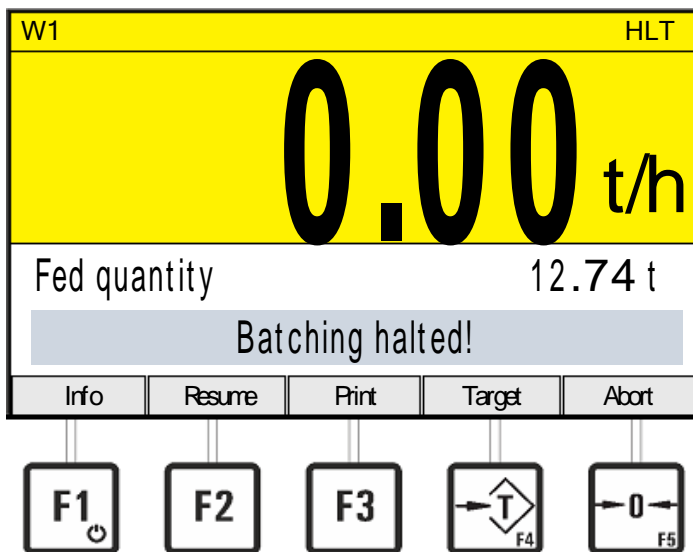 W1 HLT
0.00 t/h
Fed quantity 12.74 t
Batching halted!
Info Resume Print Target Abort
F1 F2 F3 T F4 0 F5